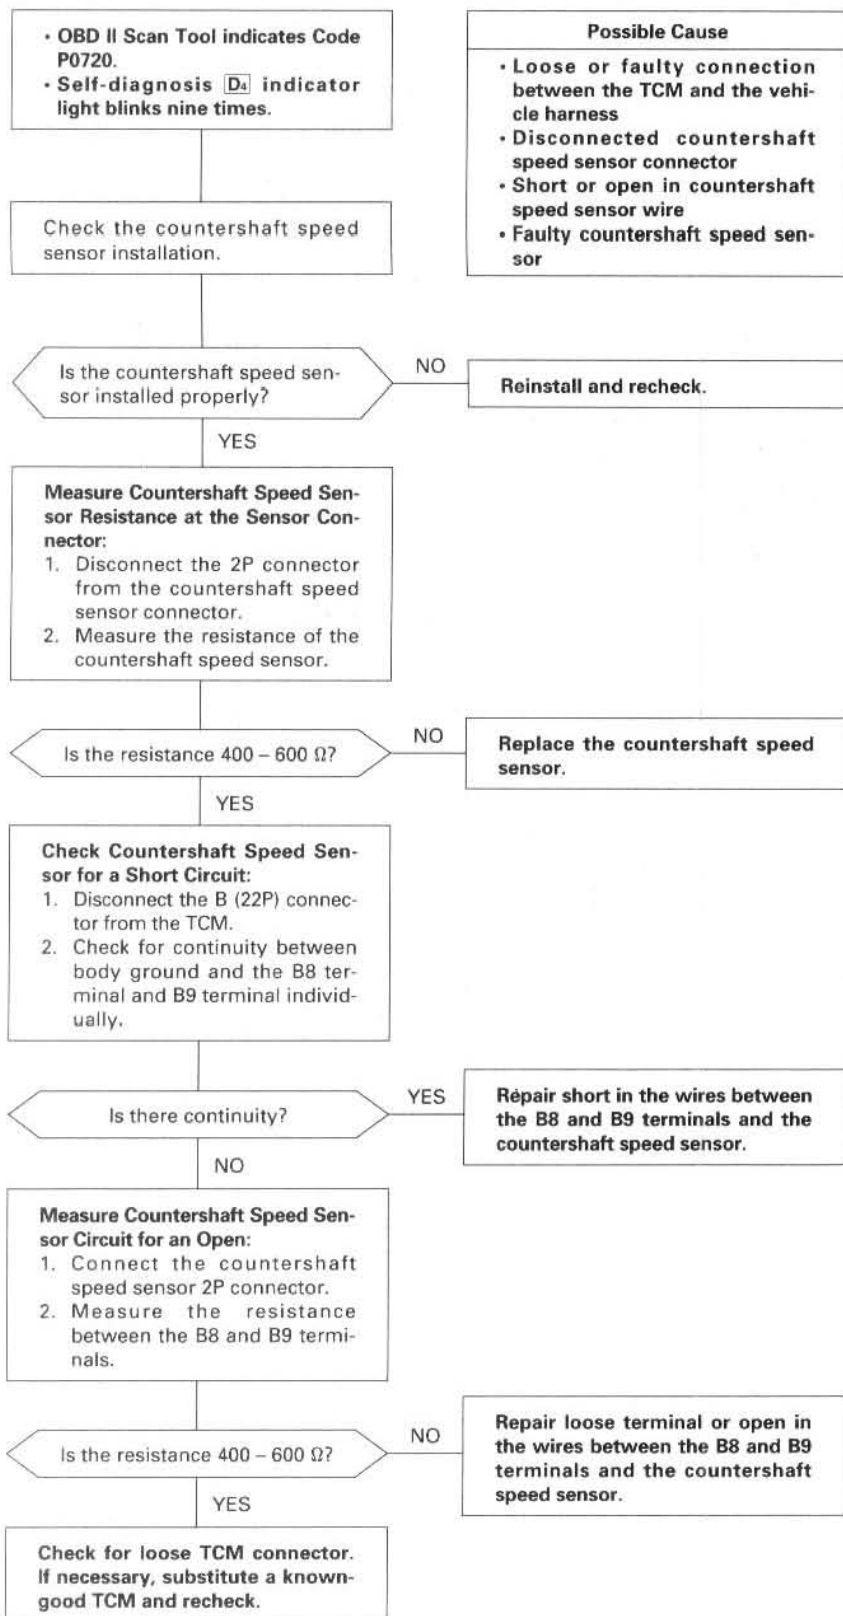 • OBD II Scan Tool indicates Code
P0720.
• Self-diagnosis D4 indicator
light blinks nine times.
Possible Cause
• Loose or faulty connection
between the TCM and the vehi-
cle harness
• Disconnected countershaft
speed sensor connector
• Short or open in countershaft
speed sensor wire
• Faulty countershaft speed sen-
sor
Check the countershaft speed
sensor installation.
Is the countershaft speed sen-
sor installed properly?
NO
Reinstall and recheck.
YES
Measure Countershaft Speed Sen-
sor Resistance at the Sensor Con-
nector:
1. Disconnect the 2P connector
from the countershaft speed
sensor connector.
2. Measure the resistance of the
countershaft speed sensor.
Is the resistance 400 – 600 Ω?
NO
Replace the countershaft speed
sensor.
YES
Check Countershaft Speed Sen-
sor for a Short Circuit:
1. Disconnect the B (22P) connec-
tor from the TCM.
2. Check for continuity between
body ground and the B8 ter-
minal and B9 terminal individ-
ually.
Is there continuity?
YES
Repair short in the wires between
the B8 and B9 terminals and the
countershaft speed sensor.
NO
Measure Countershaft Speed Sen-
sor Circuit for an Open:
1. Connect the countershaft
speed sensor 2P connector.
2. Measure the resistance
between the B8 and B9 termi-
nals.
Is the resistance 400 – 600 Ω?
NO
Repair loose terminal or open in
the wires between the B8 and B9
terminals and the countershaft
speed sensor.
YES
Check for loose TCM connector.
If necessary, substitute a known-
good TCM and recheck.